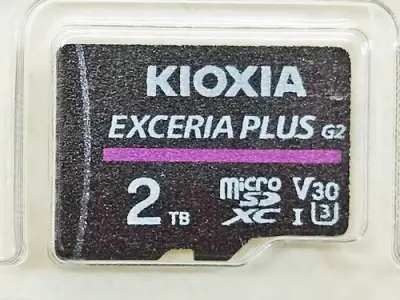 KIOXIA
EXCERIA PLUS G2
2 TB
micro SD XC I V30 U3